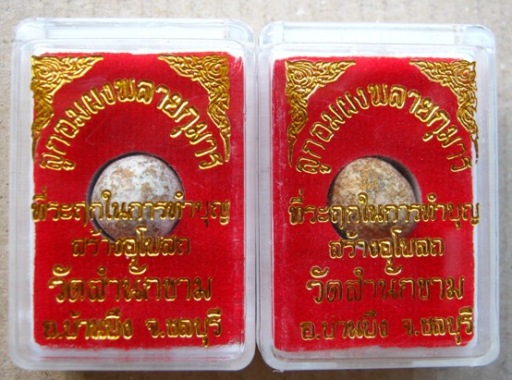 ลูกอมผงพลายกุมาร
ที่ระฤกในการทำบุญ
สร้างอุโบสถ
วัดสำนักขาม
อ.บ้านบึง จ.ชลบุรี
ลูกอมผงพลายกุมาร
ที่ระฤกในการทำบุญ
สร้างอุโบสถ
วัดสำนักขาม
อ.บ้านบึง จ.ชลบุรี